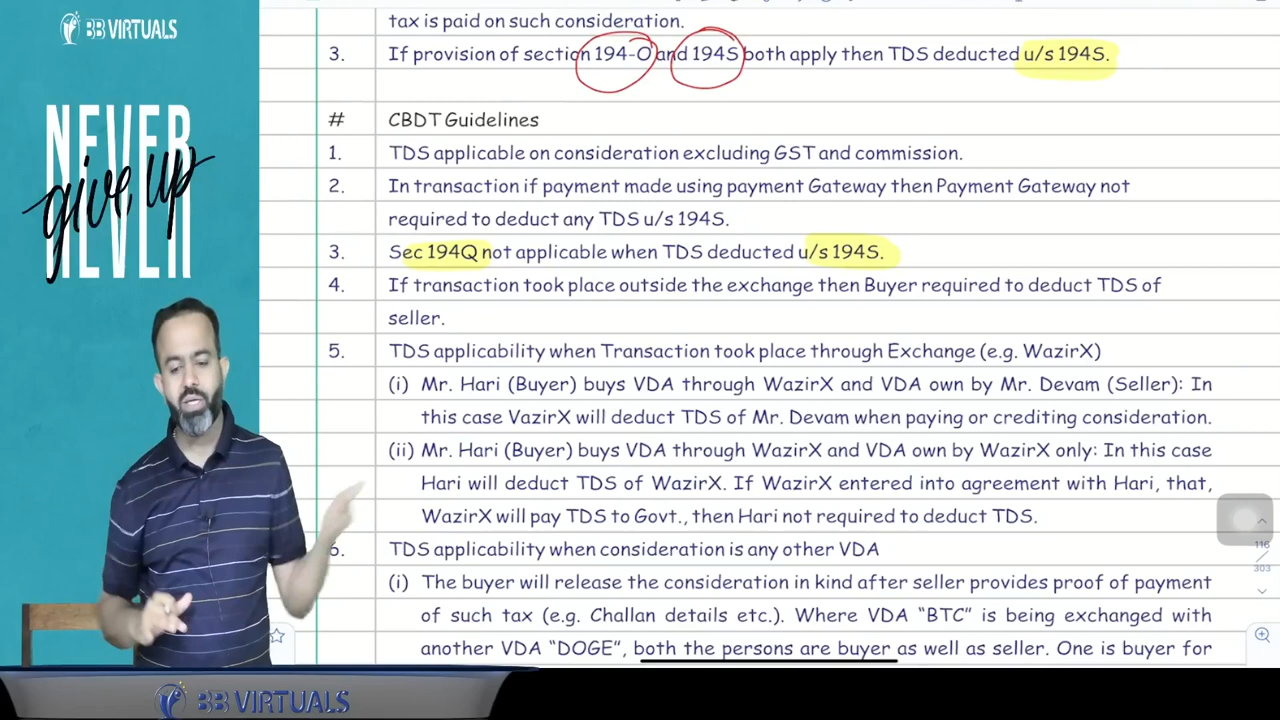 BB VIRTUALS
NEVER
give up
NEVER
tax is paid on such consideration.
3. If provision of section 194-O and 194S both apply then TDS deducted u/s 194S.
# CBDT Guidelines
1. TDS applicable on consideration excluding GST and commission.
2. In transaction if payment made using payment Gateway then Payment Gateway not
required to deduct any TDS u/s 194S.
3. Sec 194Q not applicable when TDS deducted u/s 194S.
4. If transaction took place outside the exchange then Buyer required to deduct TDS of
seller.
5. TDS applicability when Transaction took place through Exchange (e.g. WazirX)
(i) Mr. Hari (Buyer) buys VDA through WazirX and VDA own by Mr. Devam (Seller): In
this case VazirX will deduct TDS of Mr. Devam when paying or crediting consideration.
(ii) Mr. Hari (Buyer) buys VDA through WazirX and VDA own by WazirX only: In this case
Hari will deduct TDS of WazirX. If WazirX entered into agreement with Hari, that,
WazirX will pay TDS to Govt., then Hari not required to deduct TDS.
6. TDS applicability when consideration is any other VDA
(i) The buyer will release the consideration in kind after seller provides proof of payment
of such tax (e.g. Challan details etc.). Where VDA “BTC” is being exchanged with
another VDA “DOGE”, both the persons are buyer as well as seller. One is buyer for
116
303
BB VIRTUALS